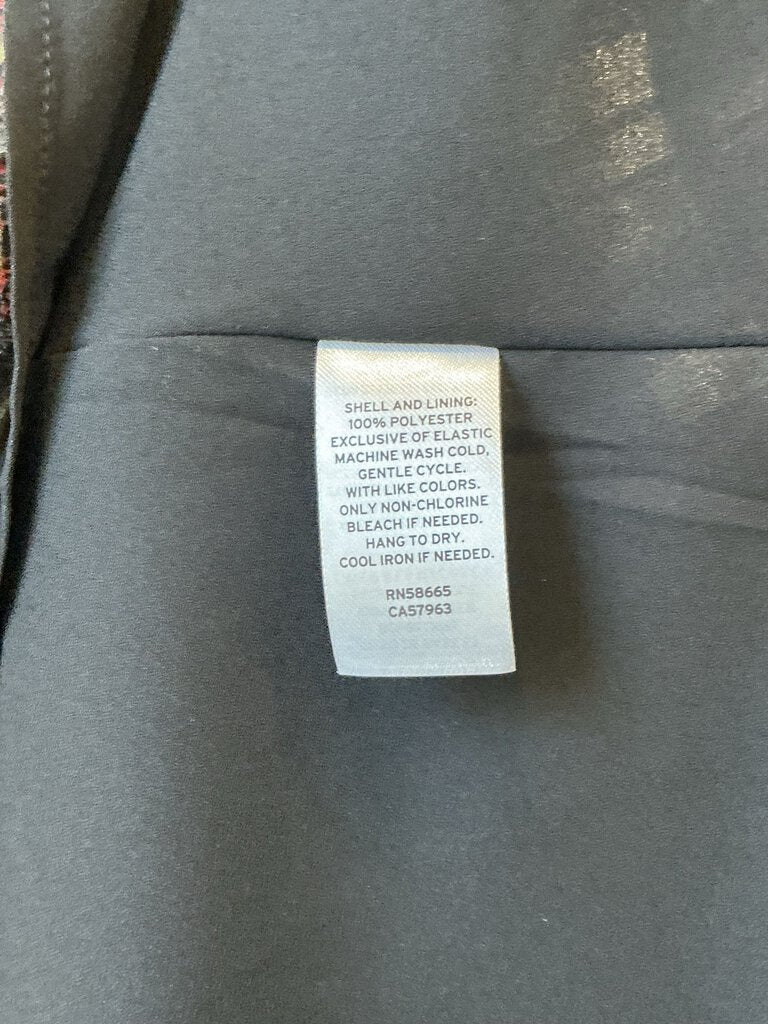 SHELL AND LINING:
100% POLYESTER
EXCLUSIVE OF ELASTIC
MACHINE WASH COLD,
GENTLE CYCLE.
WITH LIKE COLORS.
ONLY NON-CHLORINE
BLEACH IF NEEDED.
HANG TO DRY.
COOL IRON IF NEEDED.
RN58665
CA57963